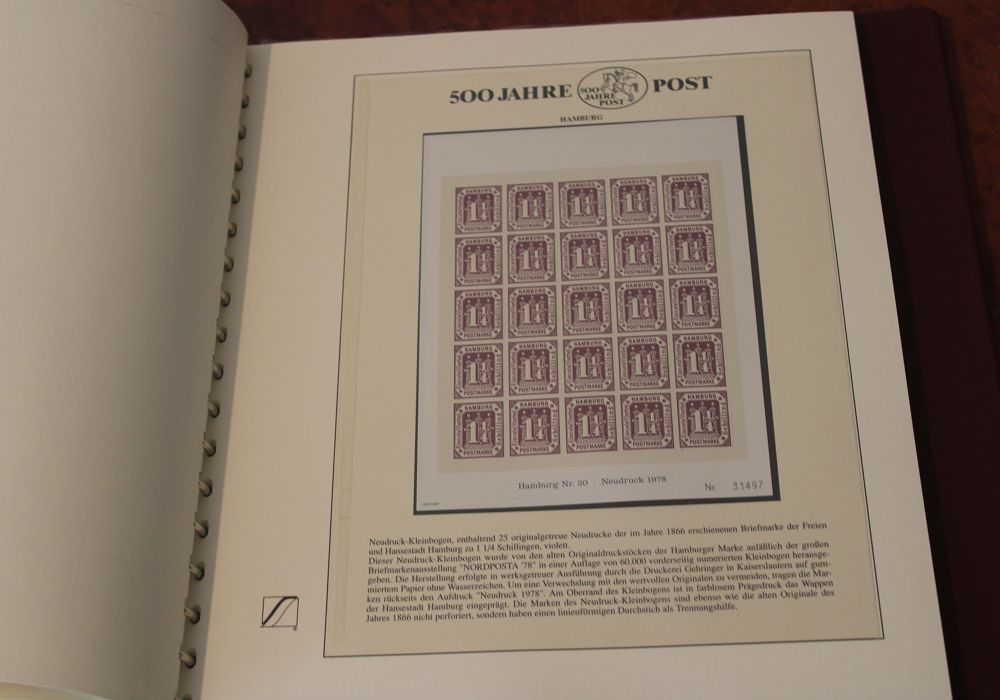 500 JAHRE POST
500
JAHRE
POST
HAMBURG
HAMBURG
POSTMARKE
Hamburg Nr. 20 · Neudruck 1978
Nr. 31497
Neudruck-Kleinbogen, enthaltend 25 originalgetreue Neudrucke der im Jahre 1866 erschienenen Briefmarke der Freien
und Hansestadt Hamburg zu 1 1/4 Schillingen, violett.
Dieser Neudruck-Kleinbogen wurde von den alten Originaldruckstöcken der Hamburger Marke anläßlich der großen
Briefmarkenausstellung "NORDPOSTA '78" in einer Auflage von 60.000 vorderseitig numerierten Kleinbogen herausge-
geben. Die Herstellung erfolgte in werksgetreuer Ausführung durch die Druckerei Gehringer in Kaiserslautern auf gum-
miertem Papier ohne Wasserzeichen. Um eine Verwechslung mit den wertvollen Originalen zu vermeiden, tragen die Mar-
ken rückseits den Aufdruck "Neudruck 1978". Am Oberrand des Kleinbogens ist in farblosem Prägedruck das Wappen
der Hansestadt Hamburg eingeprägt. Die Marken des Neudruck-Kleinbogens sind ebenso wie die alten Originale des
Jahres 1866 nicht perforiert, sondern haben einen linienförmigen Durchstich als Trennungshilfe.